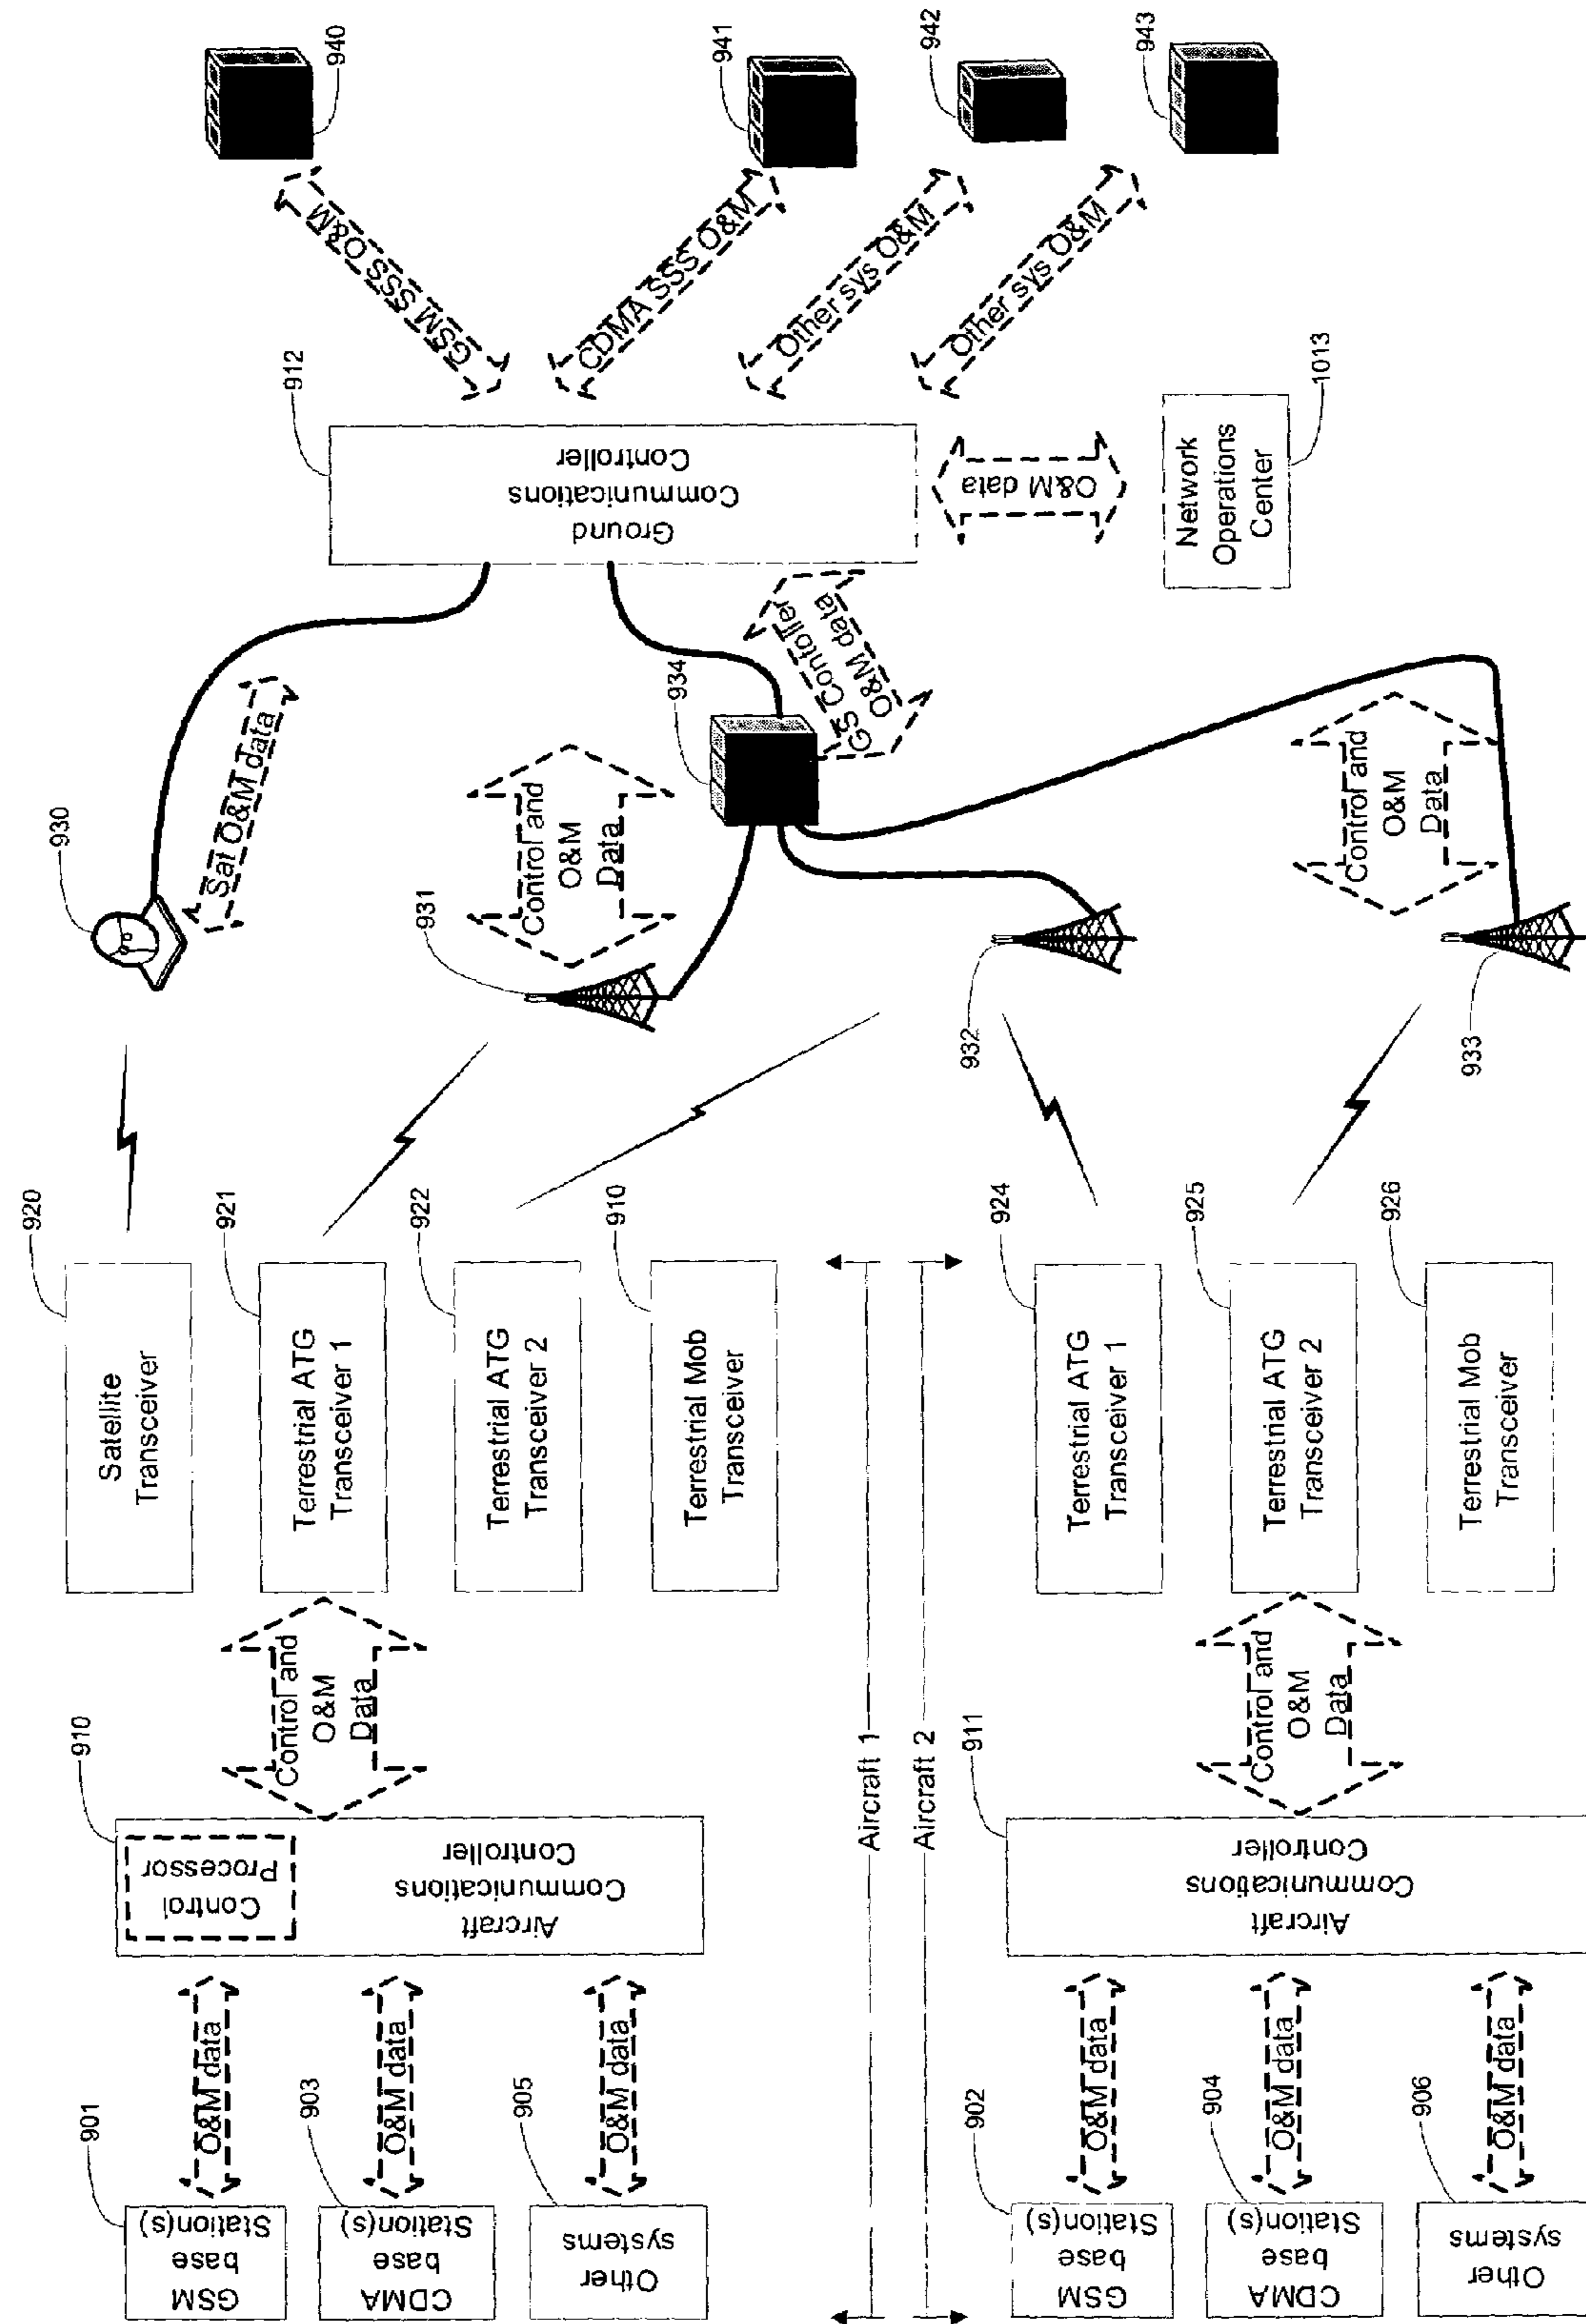 901
GSM
base
Station(s)
O&M data
903
CDMA
base
Station(s)
O&M data
905
Other
systems
O&M data
910
Control
Processor
Aircraft
Communications
Controller
Control and
O&M
Data
920
Satellite
Transceiver
921
Terrestrial ATG
Transceiver 1
922
Terrestrial ATG
Transceiver 2
910
Terrestrial Mob
Transceiver
Aircraft 1
Aircraft 2
902
GSM
base
Station(s)
O&M data
904
CDMA
base
Station(s)
O&M data
906
Other
systems
O&M data
911
Aircraft
Communications
Controller
Control and
O&M
Data
924
Terrestrial ATG
Transceiver 1
925
Terrestrial ATG
Transceiver 2
926
Terrestrial Mob
Transceiver
930
Sat O&M data
931
Control and
O&M
Data
932
933
Control and
O&M
Data
934
GS Contoller
O&M data
912
Ground
Communications
Controller
O&M data
Network
Operations
Center
1013
GSM SSS O&M
940
CDMA SSS O&M
941
Other sys O&M
942
Other sys O&M
943